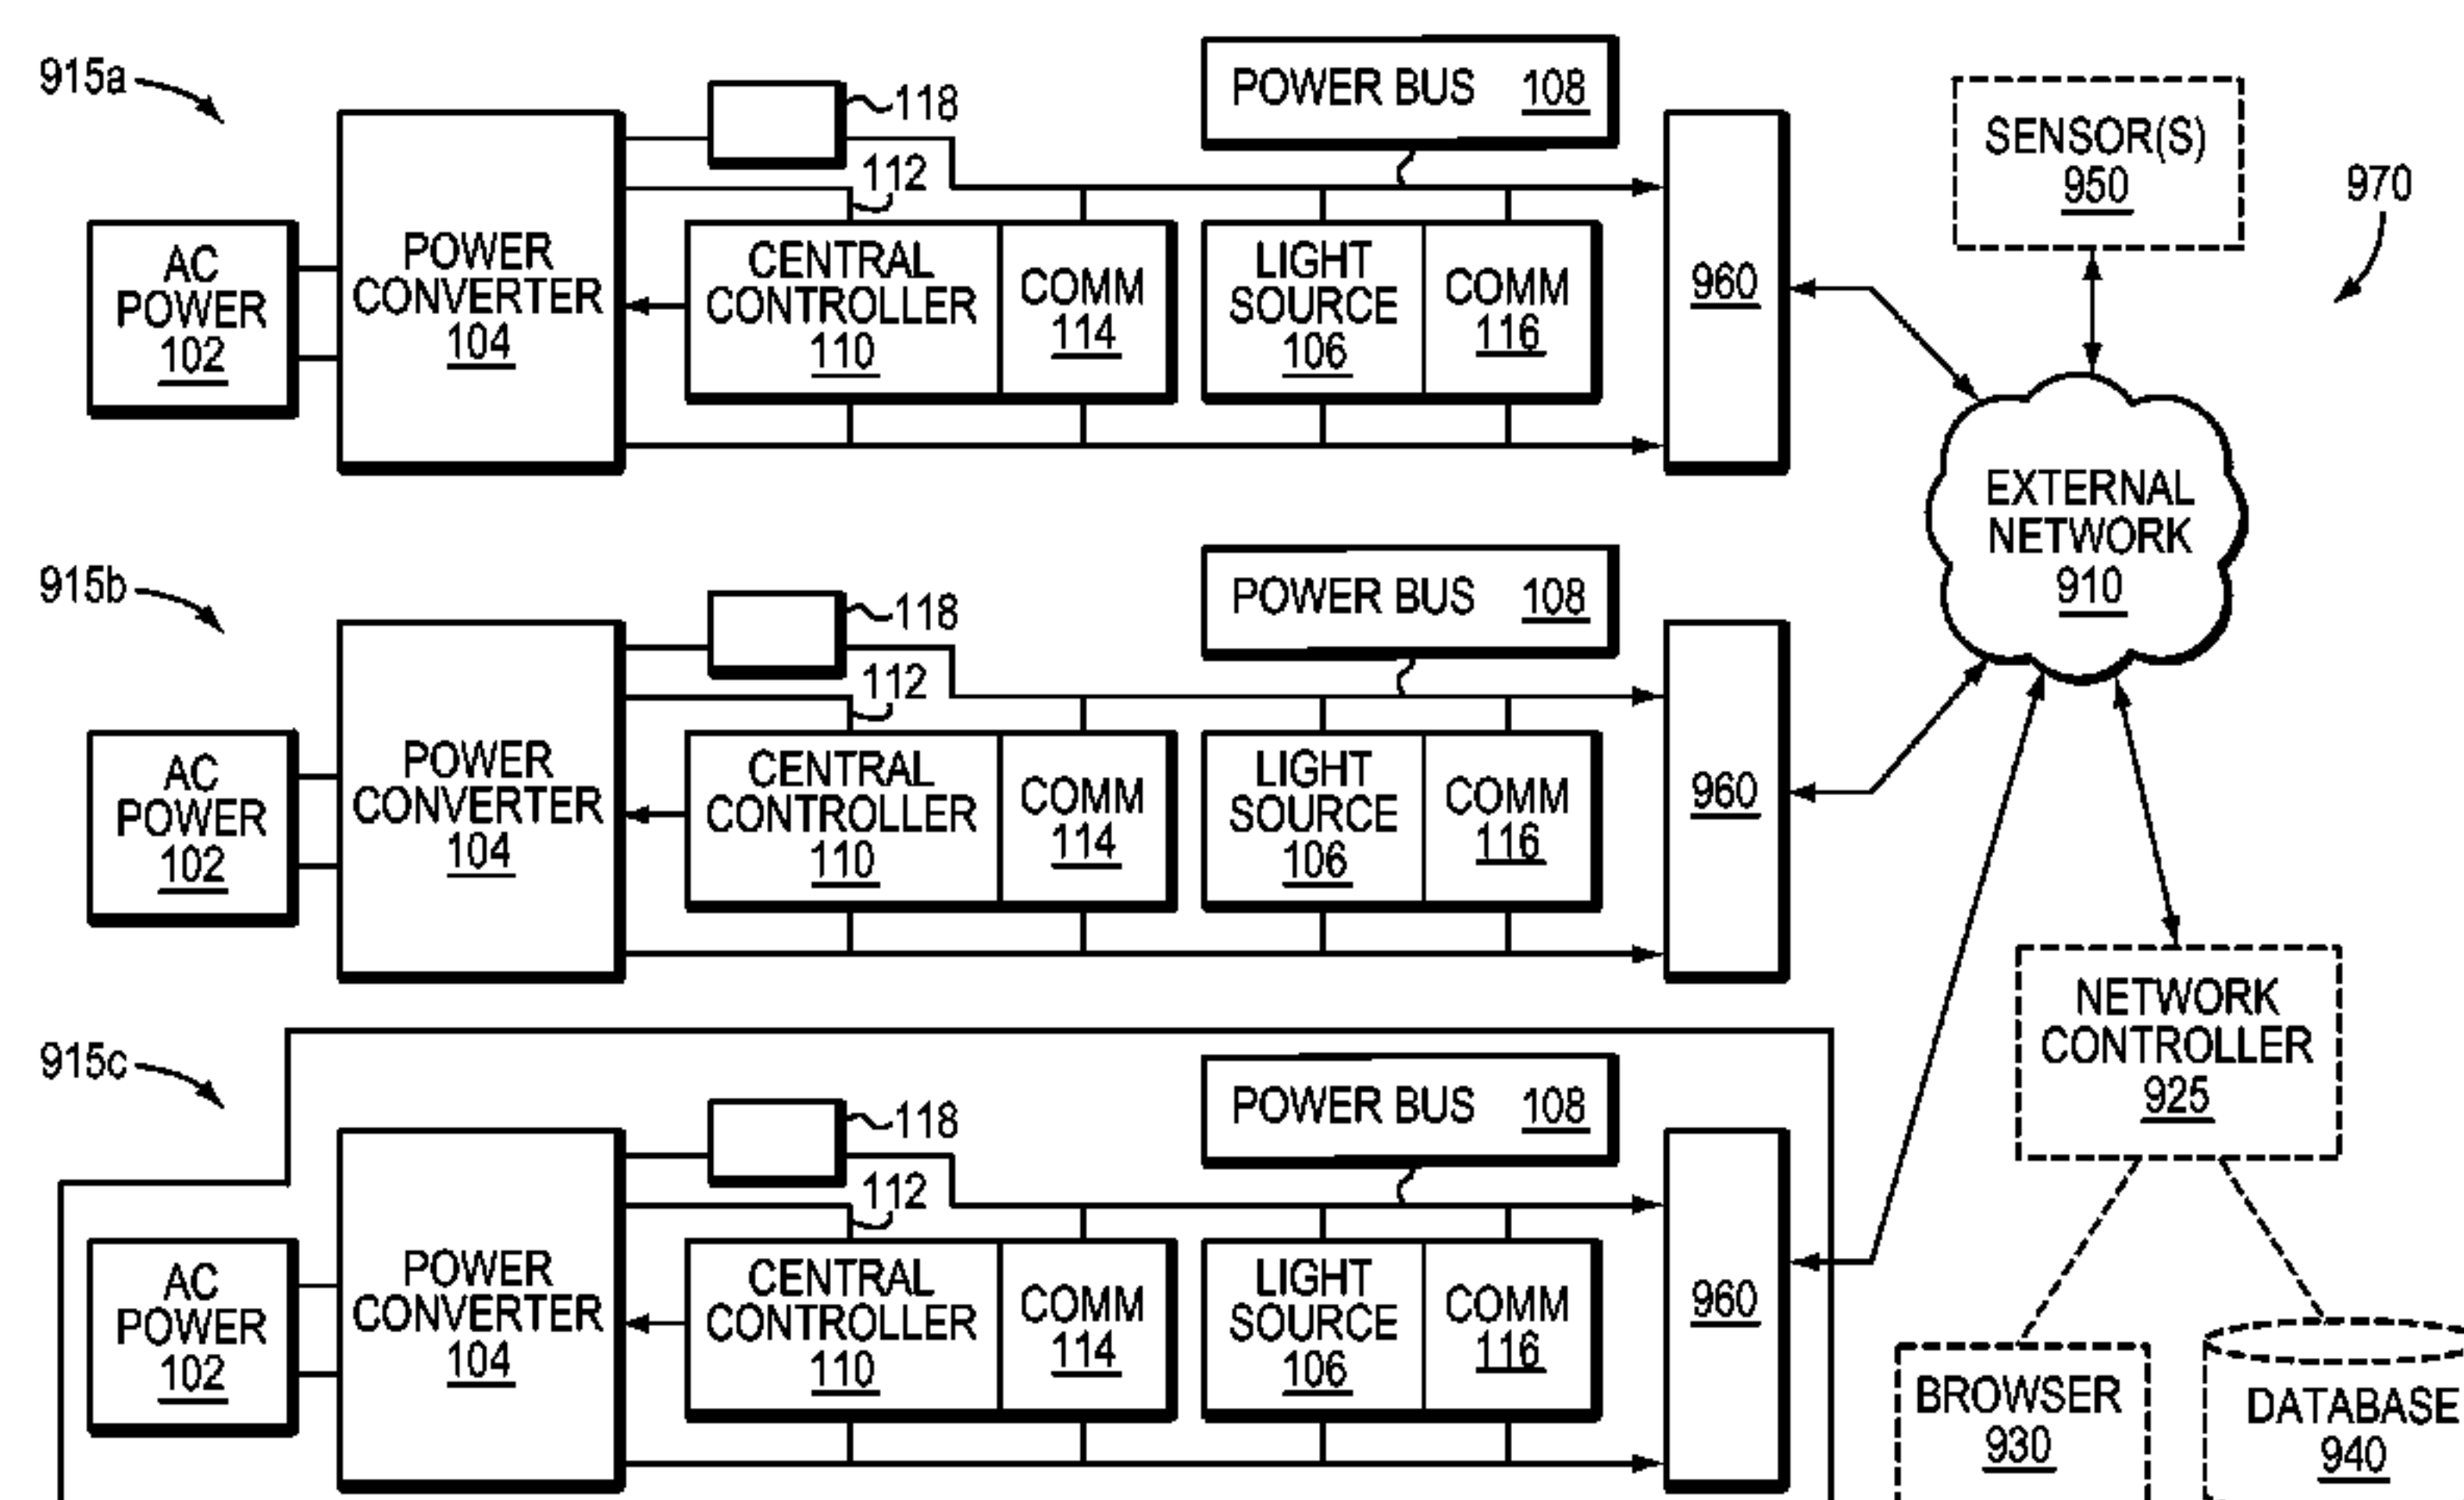 915a
118
POWER BUS 108
112
AC
POWER
102
POWER
CONVERTER
104
CENTRAL
CONTROLLER
110
COMM
114
LIGHT
SOURCE
106
COMM
116
960
SENSOR(S)
950
970
EXTERNAL
NETWORK
910
915b
118
POWER BUS 108
112
AC
POWER
102
POWER
CONVERTER
104
CENTRAL
CONTROLLER
110
COMM
114
LIGHT
SOURCE
106
COMM
116
960
NETWORK
CONTROLLER
925
915c
118
POWER BUS 108
112
AC
POWER
102
POWER
CONVERTER
104
CENTRAL
CONTROLLER
110
COMM
114
LIGHT
SOURCE
106
COMM
116
960
BROWSER
930
DATABASE
940